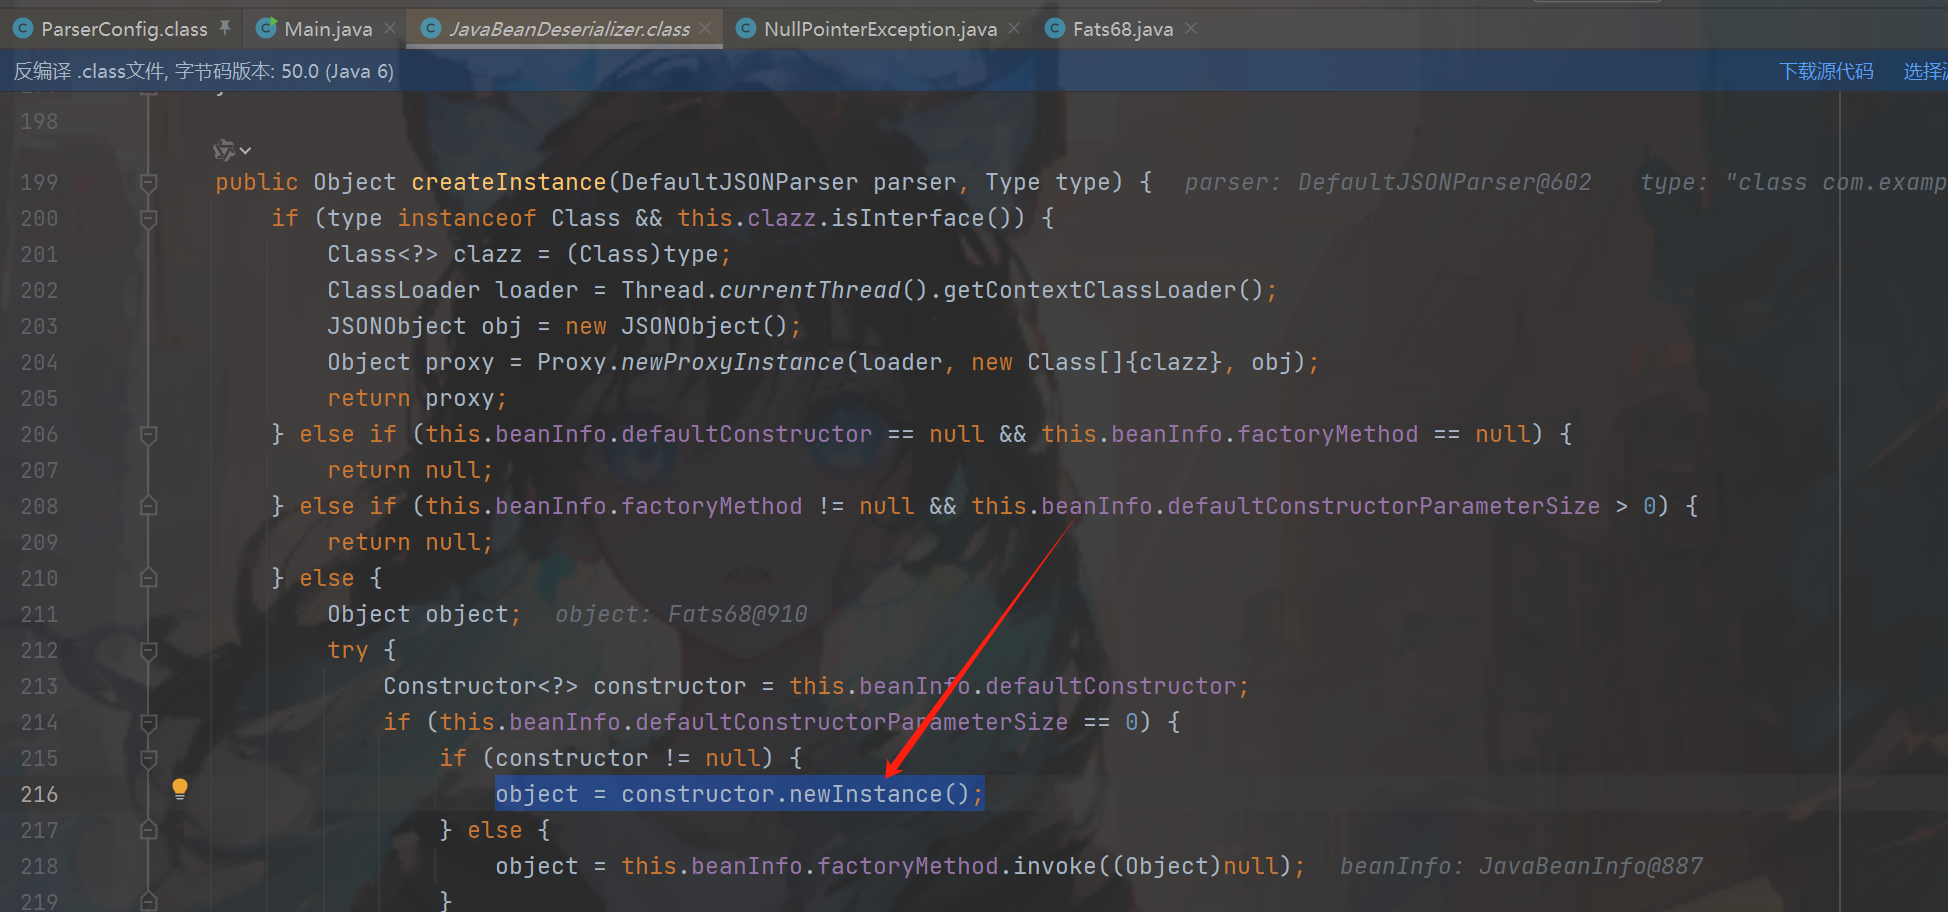 ParserConfig.class Main.java JavaBeanDeserializer.class NullPointerException.java Fats68.java
反编译 .class文件, 字节码版本: 50.0 (Java 6) 下载源代码 选择
198
199 public Object createInstance(DefaultJSONParser parser, Type type) { parser: DefaultJSONParser@602 type: "class com.examp
200 if (type instanceof Class && this.clazz.isInterface()) {
201 Class<?> clazz = (Class)type;
202 ClassLoader loader = Thread.currentThread().getContextClassLoader();
203 JSONObject obj = new JSONObject();
204 Object proxy = Proxy.newProxyInstance(loader, new Class[]{clazz}, obj);
205 return proxy;
206 } else if (this.beanInfo.defaultConstructor == null && this.beanInfo.factoryMethod == null) {
207 return null;
208 } else if (this.beanInfo.factoryMethod != null && this.beanInfo.defaultConstructorParameterSize > 0) {
209 return null;
210 } else {
211 Object object; object: Fats68@910
212 try {
213 Constructor<?> constructor = this.beanInfo.defaultConstructor;
214 if (this.beanInfo.defaultConstructorParameterSize == 0) {
215 if (constructor != null) {
216 object = constructor.newInstance();
217 } else {
218 object = this.beanInfo.factoryMethod.invoke((Object)null); beanInfo: JavaBeanInfo@887
219 }